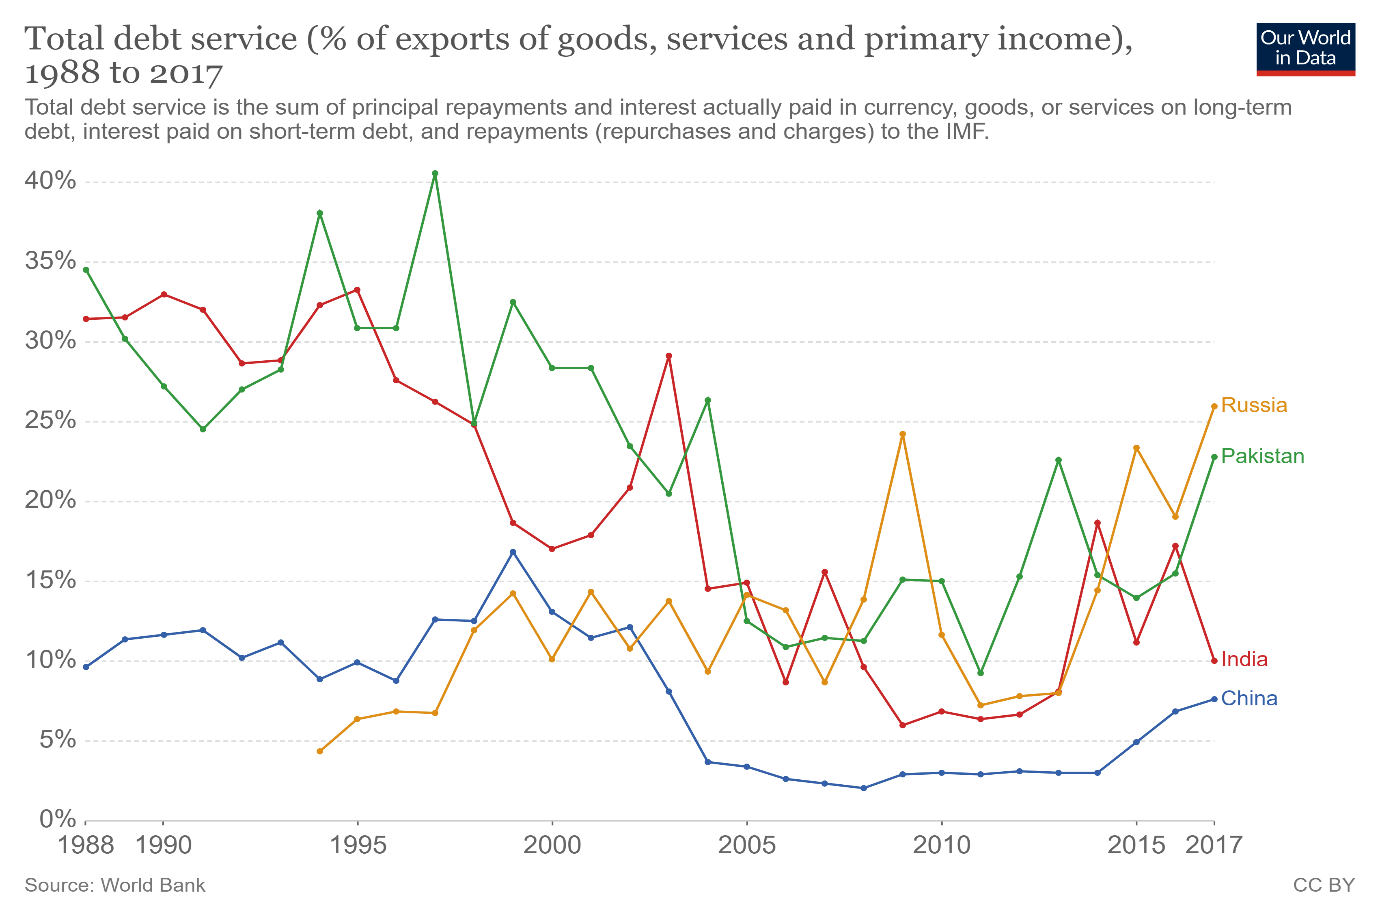 Total debt service (% of exports of goods, services and primary income),
1988 to 2017
Our World
in Data
Total debt service is the sum of principal repayments and interest actually paid in currency, goods, or services on long-term
debt, interest paid on short-term debt, and repayments (repurchases and charges) to the IMF.
40%
35%
30%
25%
20%
15%
10%
5%
0%
Russia
Pakistan
India
China
1988 1990 1995 2000 2005 2010 2015 2017
Source: World Bank
CC BY